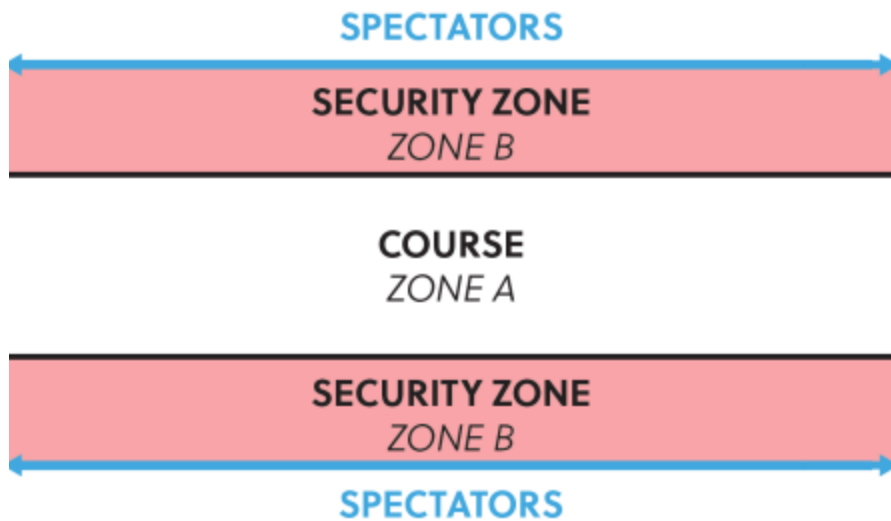 SPECTATORS
SECURITY ZONE
ZONE B
COURSE
ZONE A
SECURITY ZONE
ZONE B
SPECTATORS